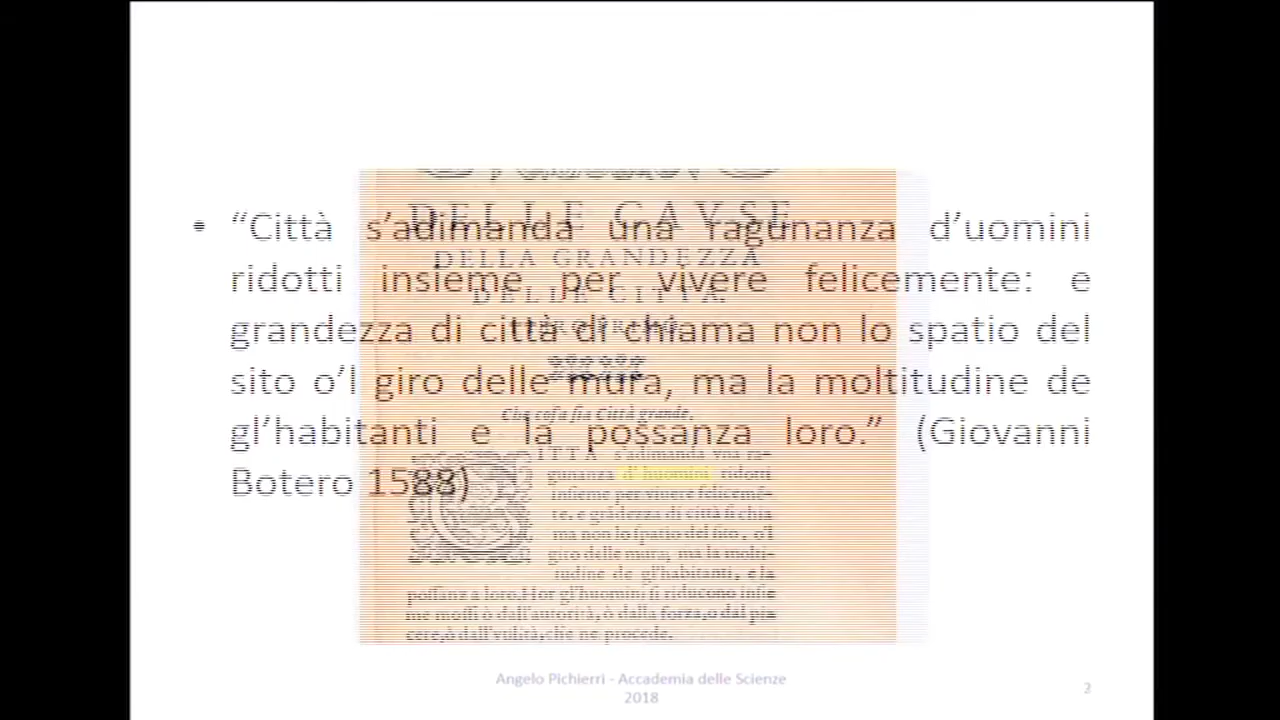 • “Città s’adimanda una ragunanza d’uomini
ridotti insieme per vivere felicemente: e
grandezza di città di chiama non lo spatio del
sito o’l giro delle mura, ma la moltitudine de
gl’habitanti e la possanza loro.” (Giovanni
Botero 1588)
DELLE CAVSE
DELLA GRANDEZZA
DELLE CITTÀ.
Che cosa sia Città grande.
CITTA s'adimanda vna ra-
gunanza d'huomini ridotti
insieme per vivere felicemẽ-
te. e grãdezza di città si chia
ma non lo spatio del sito, o'l
giro delle mura, ma la molti-
tudine de gl'habitanti, e la
possanza loro. Hor gl'huomini si riducono insie
me mossi ò dall'autorità, ò dalla forza, o dal pia
cere, ò dall'vtilità, che ne procede.
Angelo Pichierri - Accademia delle Scienze
2018
2